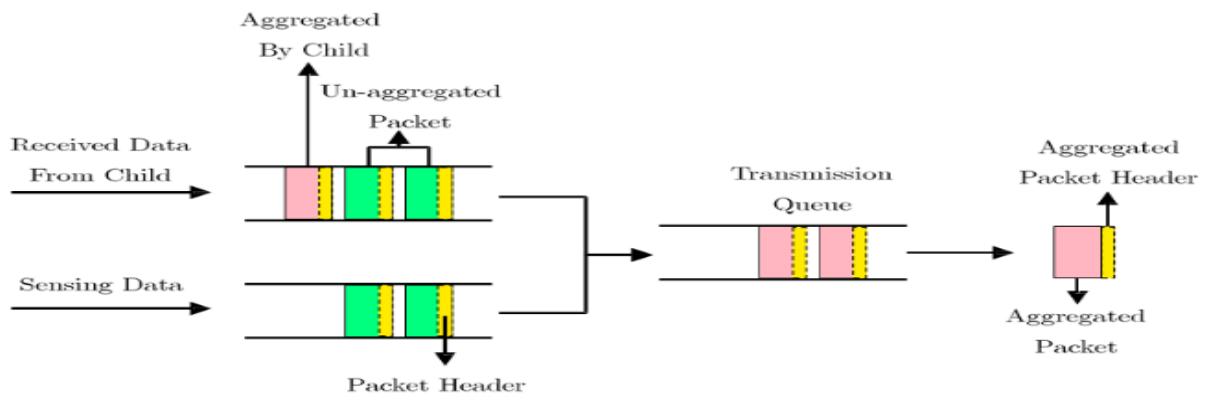 Aggregated
By Child
Un-aggregated
Packet
Received Data
From Child
Sensing Data
Packet Header
Transmission
Queue
Aggregated
Packet Header
Aggregated
Packet